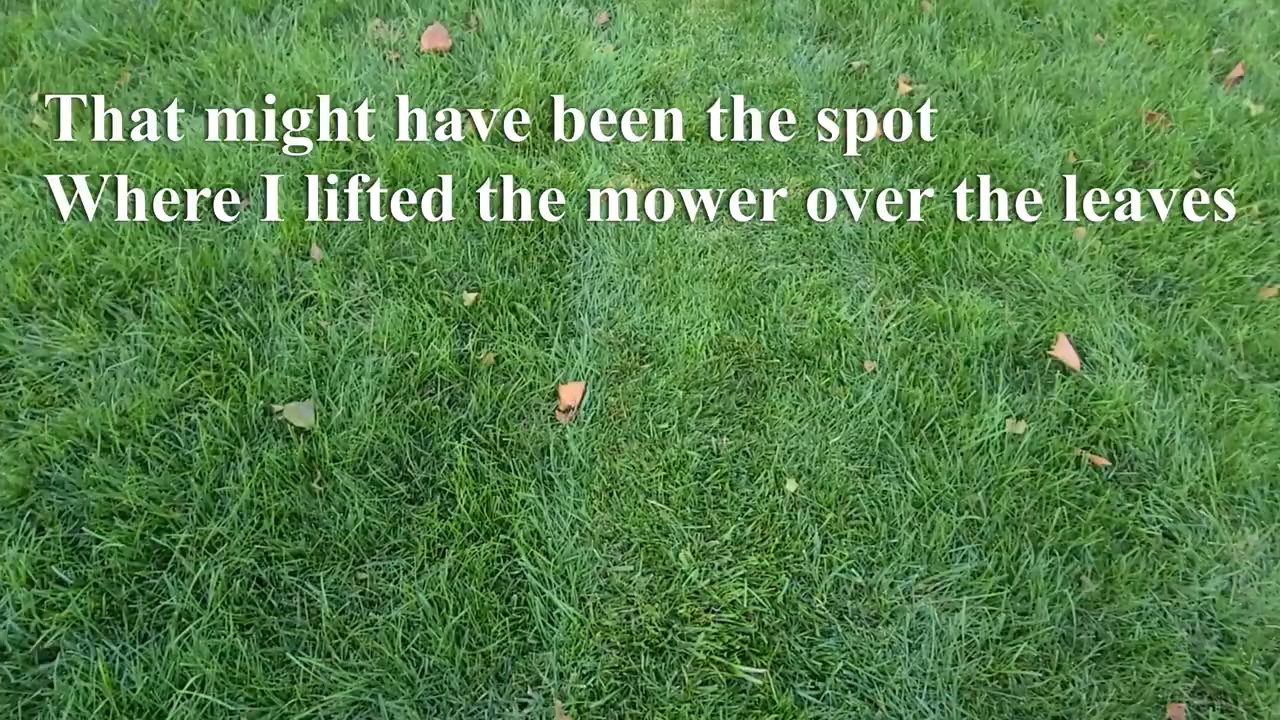 That might have been the spot
Where I lifted the mower over the leaves